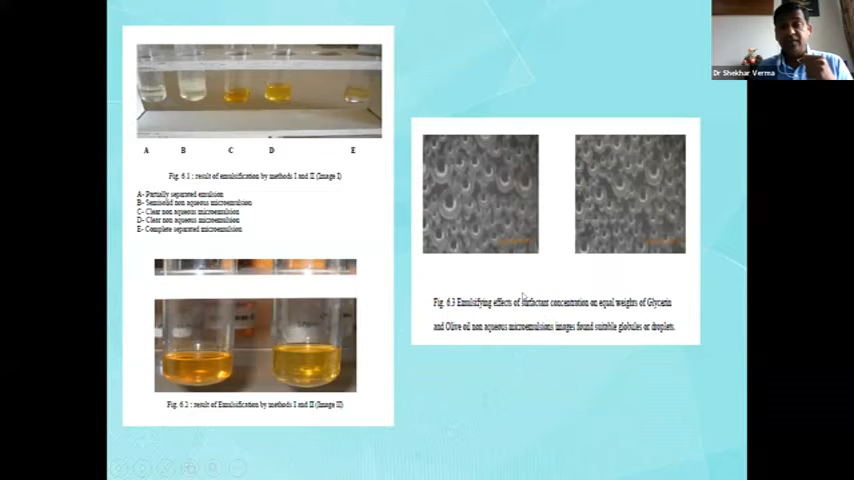 Dr Shekhar Verma
A B C D E
Fig. 6.1 : result of emulsification by methods I and II (Image I)
A- Partially separated emulsion
B- Semisolid non aqueous microemulsion
C- Clear non aqueous microemulsion
D- Clear non aqueous microemulsion
E- Complete separated microemulsion
Fig. 6.2 : result of Emulsification by methods I and II (Image II)
Fig. 6.3 Emulsifying effects of surfactant concentration on equal weights of Glycerin
and Olive oil non aqueous microemulsions images found suitable globules or droplets.